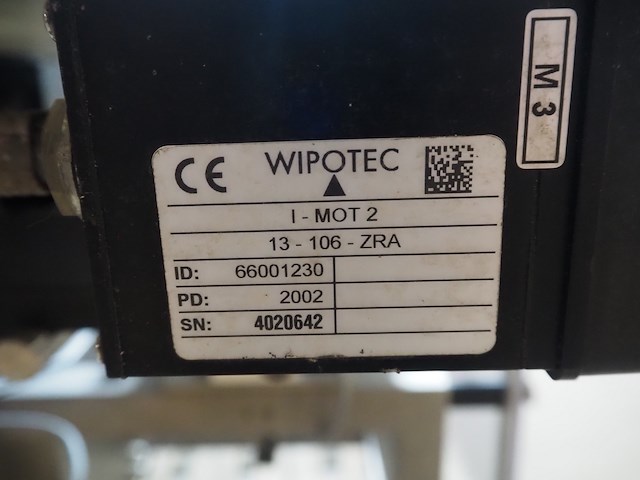 CE WIPOTEC
I - MOT 2
13 - 106 - ZRA
ID: 66001230
PD: 2002
SN: 4020642
M 3